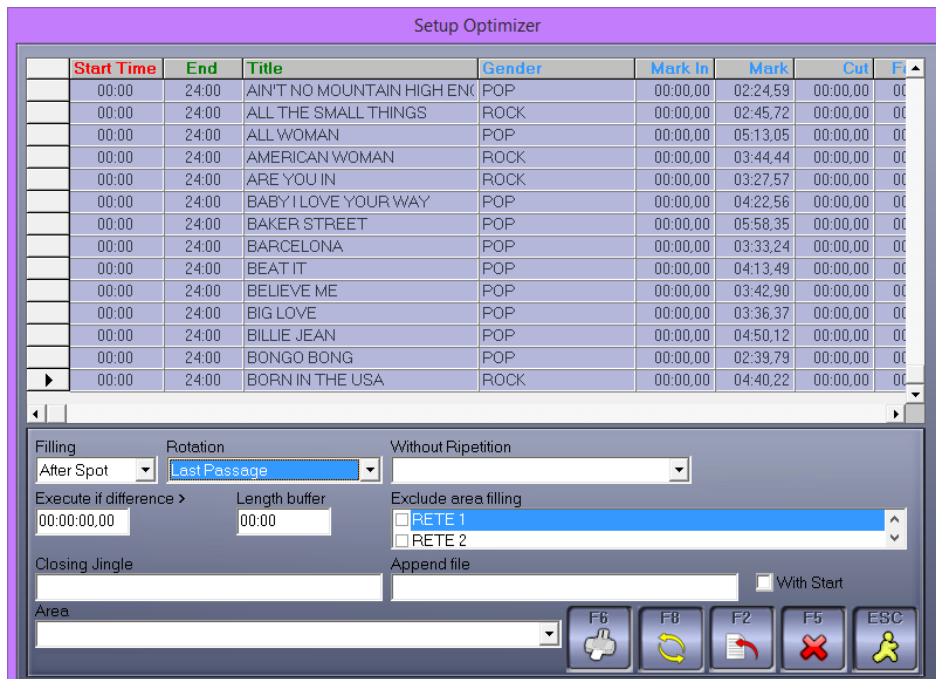 Setup Optimizer
Start Time End Title Gender Mark In Mark Cut
00:00 24:00 AIN'T NO MOUNTAIN HIGH POP 00:00,00 02:24,59 00:00,00 00
00:00 24:00 ALL THE SMALL THINGS ROCK 00:00,00 02:45,72 00:00,00 00
00:00 24:00 ALL WOMAN POP 00:00,00 05:13,05 00:00,00 00
00:00 24:00 AMERICAN WOMAN ROCK 00:00,00 03:44,44 00:00,00 00
00:00 24:00 ARE YOU IN ROCK 00:00,00 03:27,57 00:00,00 00
00:00 24:00 BABY I LOVE YOUR WAY POP 00:00,00 04:22,56 00:00,00 00
00:00 24:00 BAKER STREET POP 00:00,00 05:58,35 00:00,00 00
00:00 24:00 BARCELONA POP 00:00,00 03:33,24 00:00,00 00
00:00 24:00 BEAT IT POP 00:00,00 04:13,49 00:00,00 00
00:00 24:00 BELIEVE ME POP 00:00,00 03:42,90 00:00,00 00
00:00 24:00 BIG LOVE POP 00:00,00 03:36,37 00:00,00 00
00:00 24:00 BILLIE JEAN POP 00:00,00 04:50,12 00:00,00 00
00:00 24:00 BONGO BONG POP 00:00,00 02:39,79 00:00,00 00
00:00 24:00 BORN IN THE USA ROCK 00:00,00 04:40,22 00:00,00 00
Filling Rotation Without Ripetition
After Spot Last Passage
Execute if difference > Length buffer Exclude area filling
00:00:00,00 00:00 RETE 1
RETE 2
Closing Jingle Append file
With Start
Area
F6 F8 F2 F5 ESC